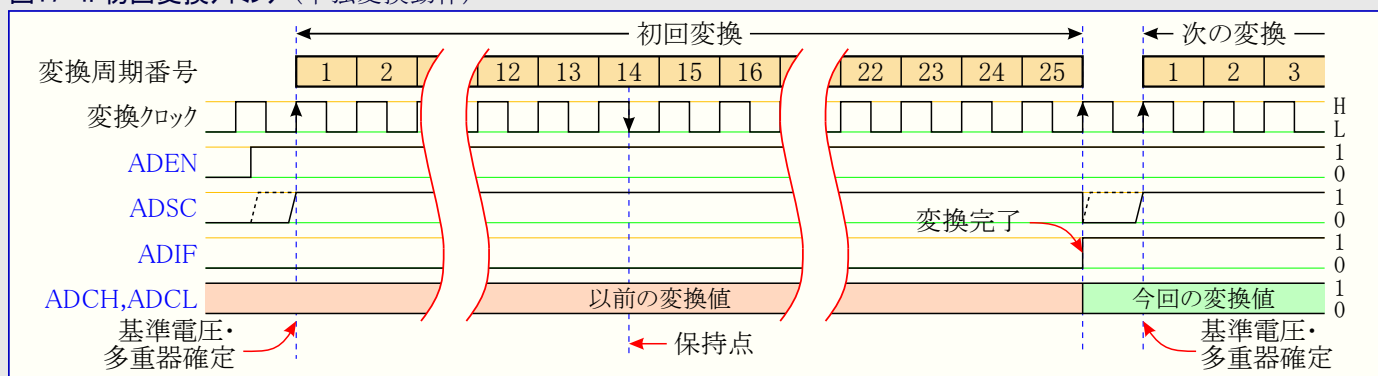 初回変換
次の変換
変換周期番号 1 2 12 13 14 15 16 22 23 24 25 1 2 3
変換クロック H L
ADEN 1 0
ADSC 1 0
変換完了
ADIF 1 0
ADCH,ADCL 以前の変換値 今回の変換値 1 0
基準電圧・
多重器確定
保持点
基準電圧・
多重器確定